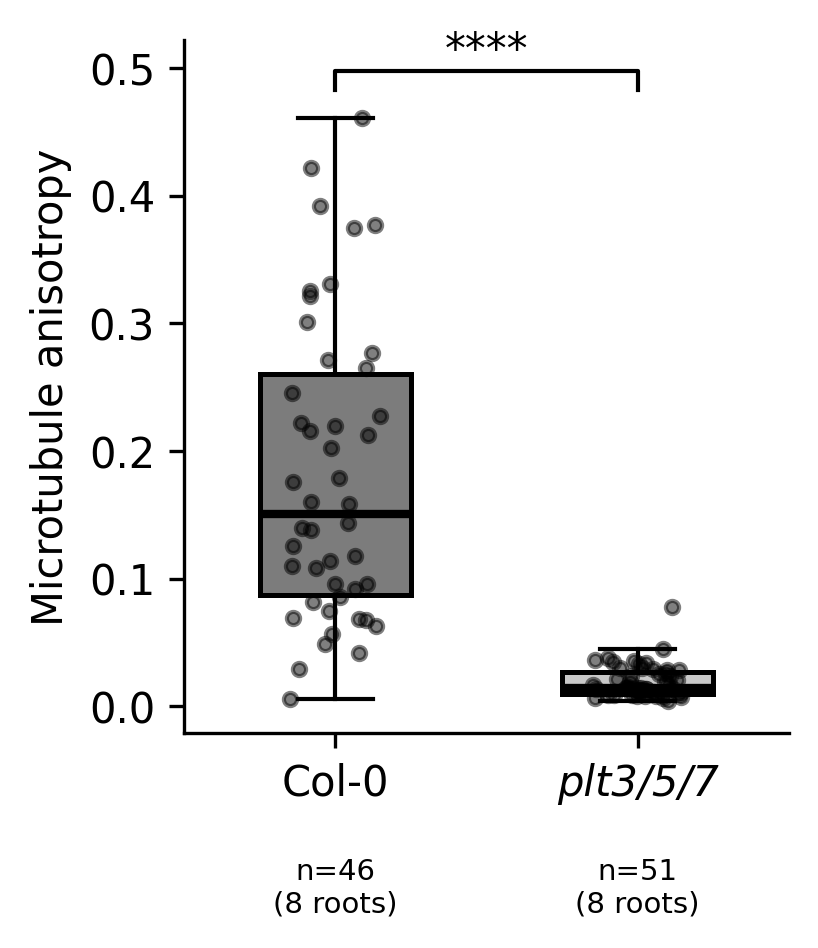 ****
0.5
0.4
0.3
0.2
0.1
0.0
Microtubule anisotropy
Col-0
plt3/5/7
n=46
(8 roots)
n=51
(8 roots)